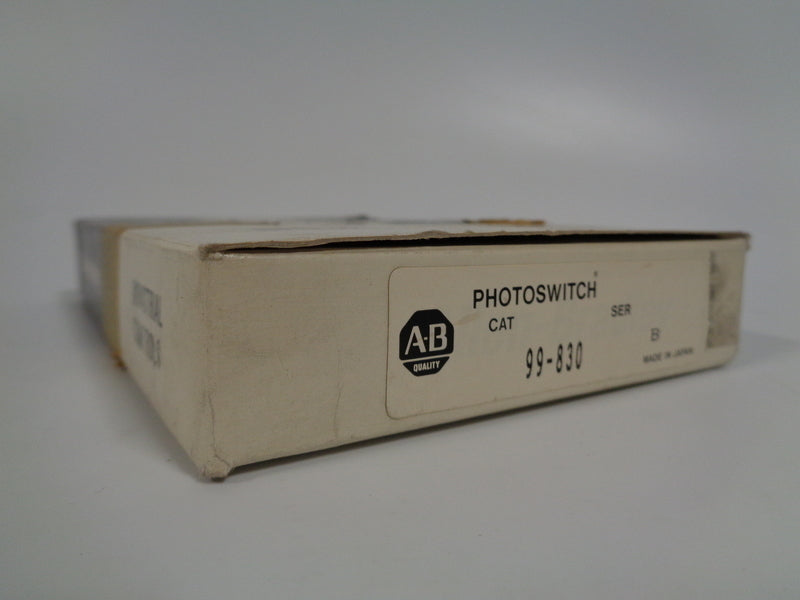 PHOTOSWITCH®
CAT
SER
A-B
QUALITY
99-830
B
MADE IN JAPAN